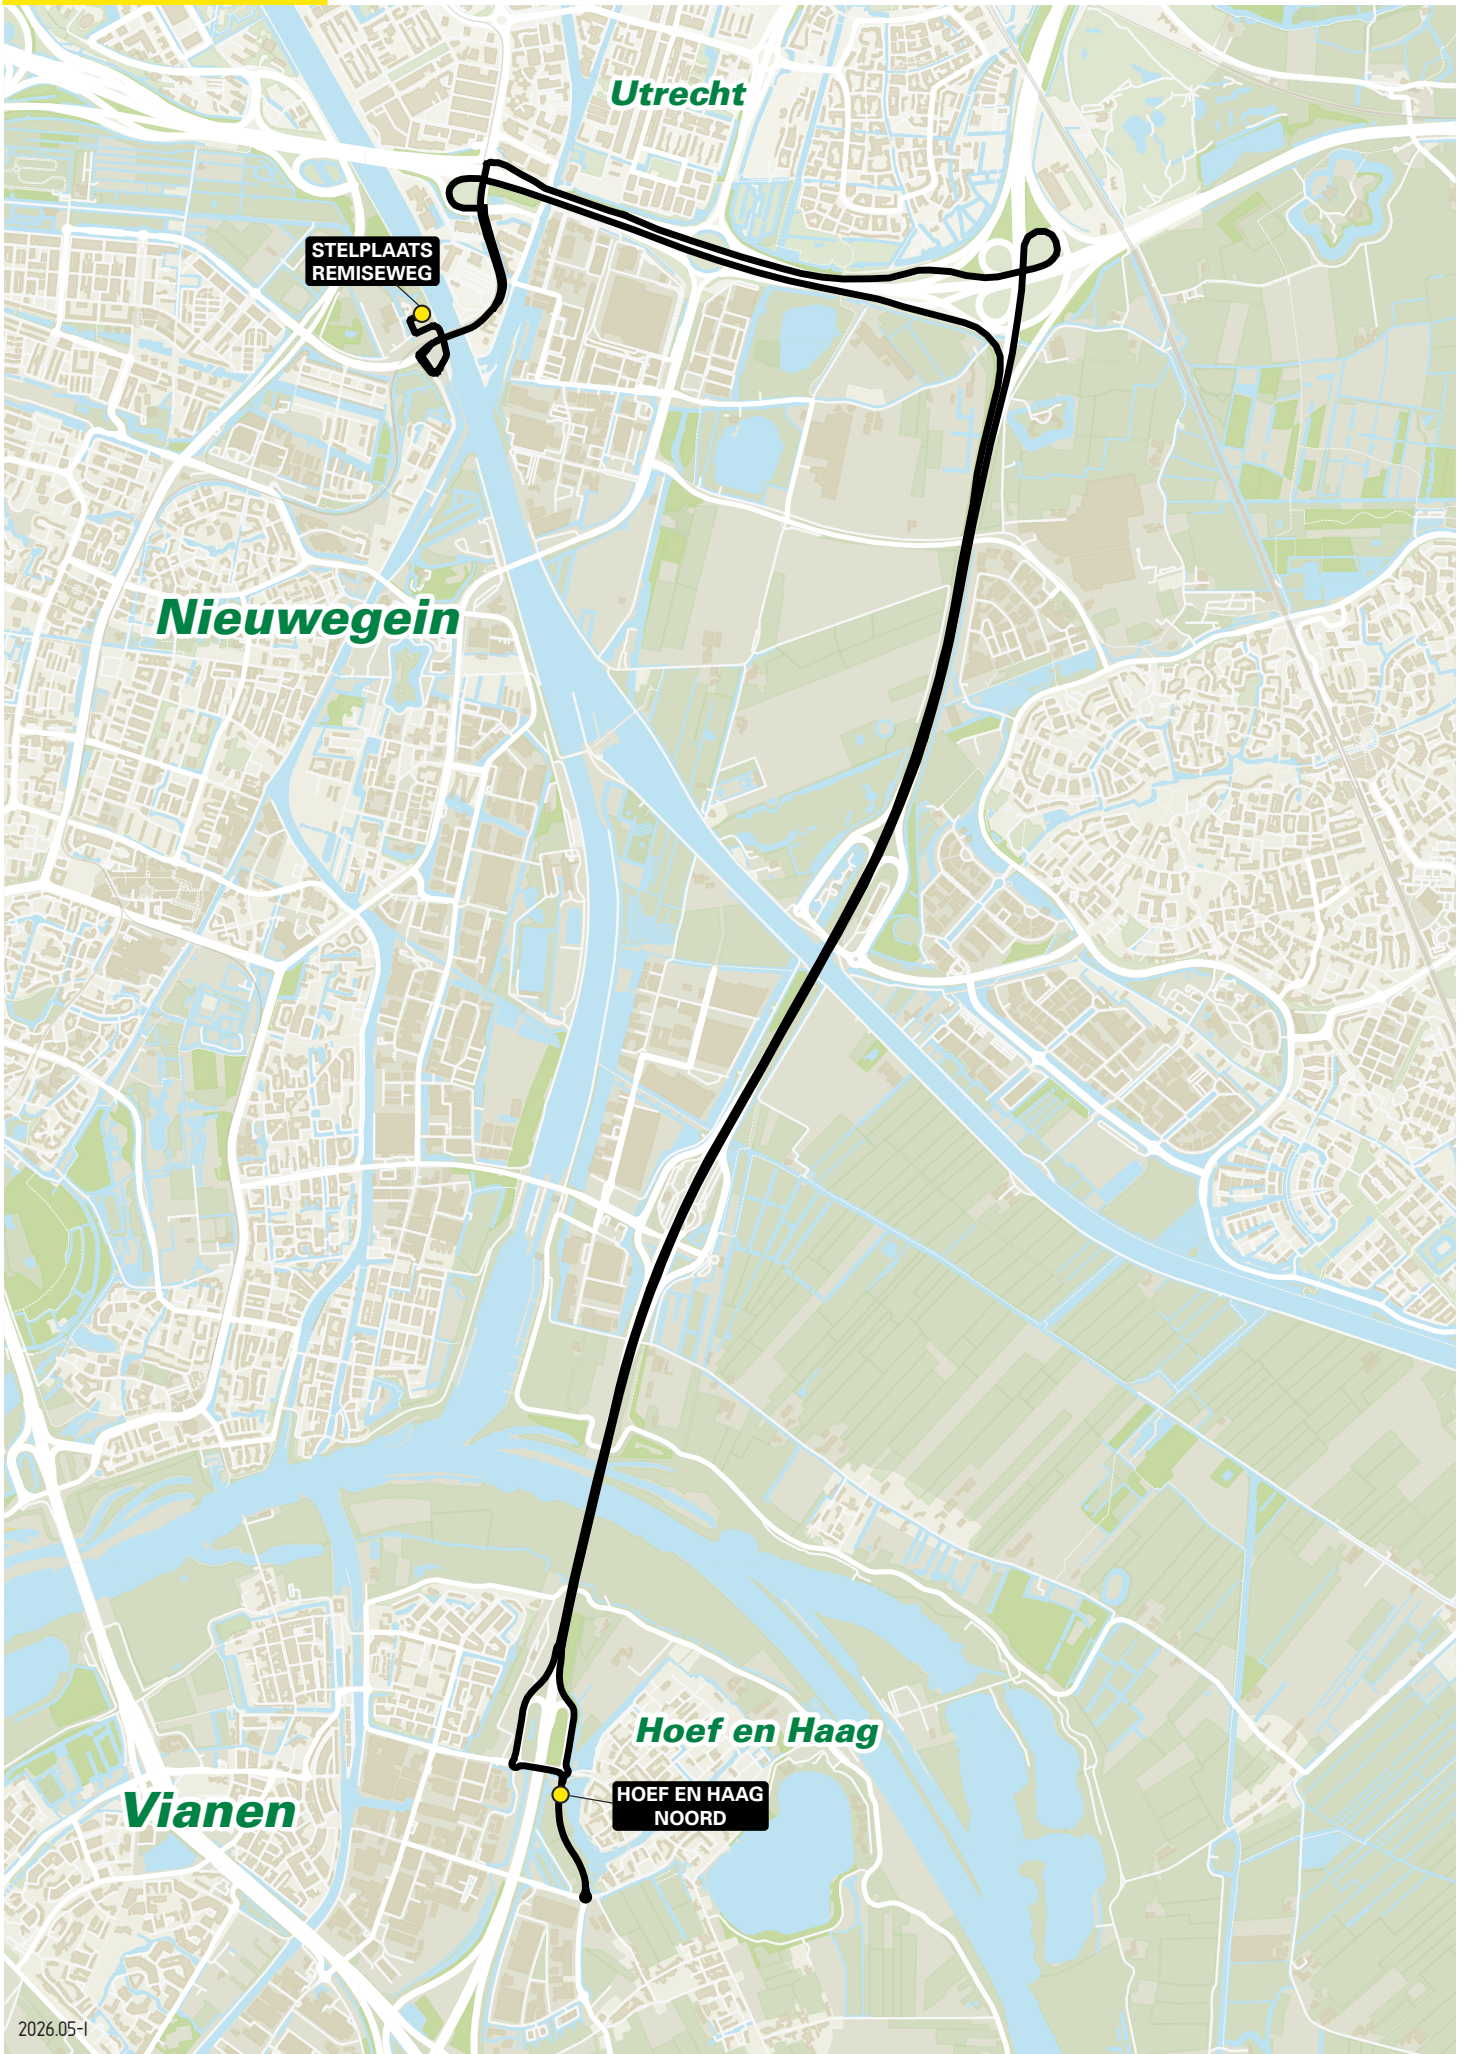 Utrecht
STELPLAATS
REMISEWEG
Nieuwegein
Hoef en Haag
HOEF EN HAAG
NOORD
Vianen
2026.05-I